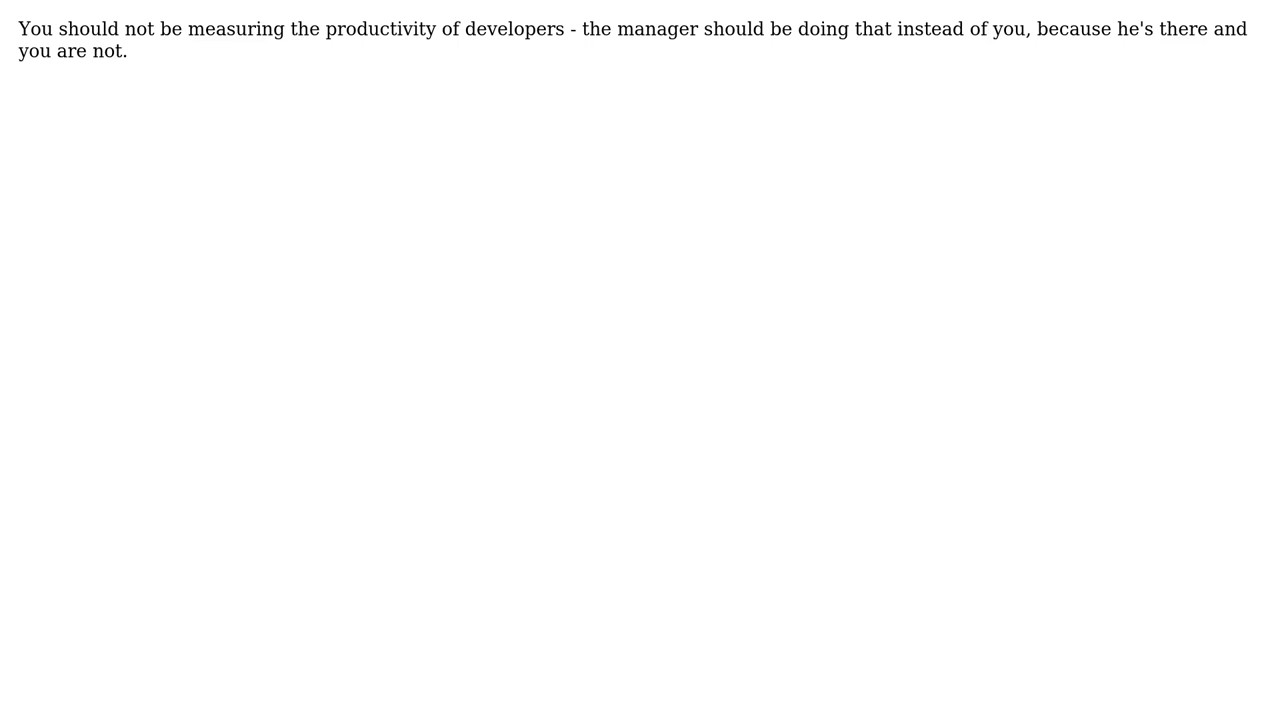 You should not be measuring the productivity of developers - the manager should be doing that instead of you, because he's there and
you are not.